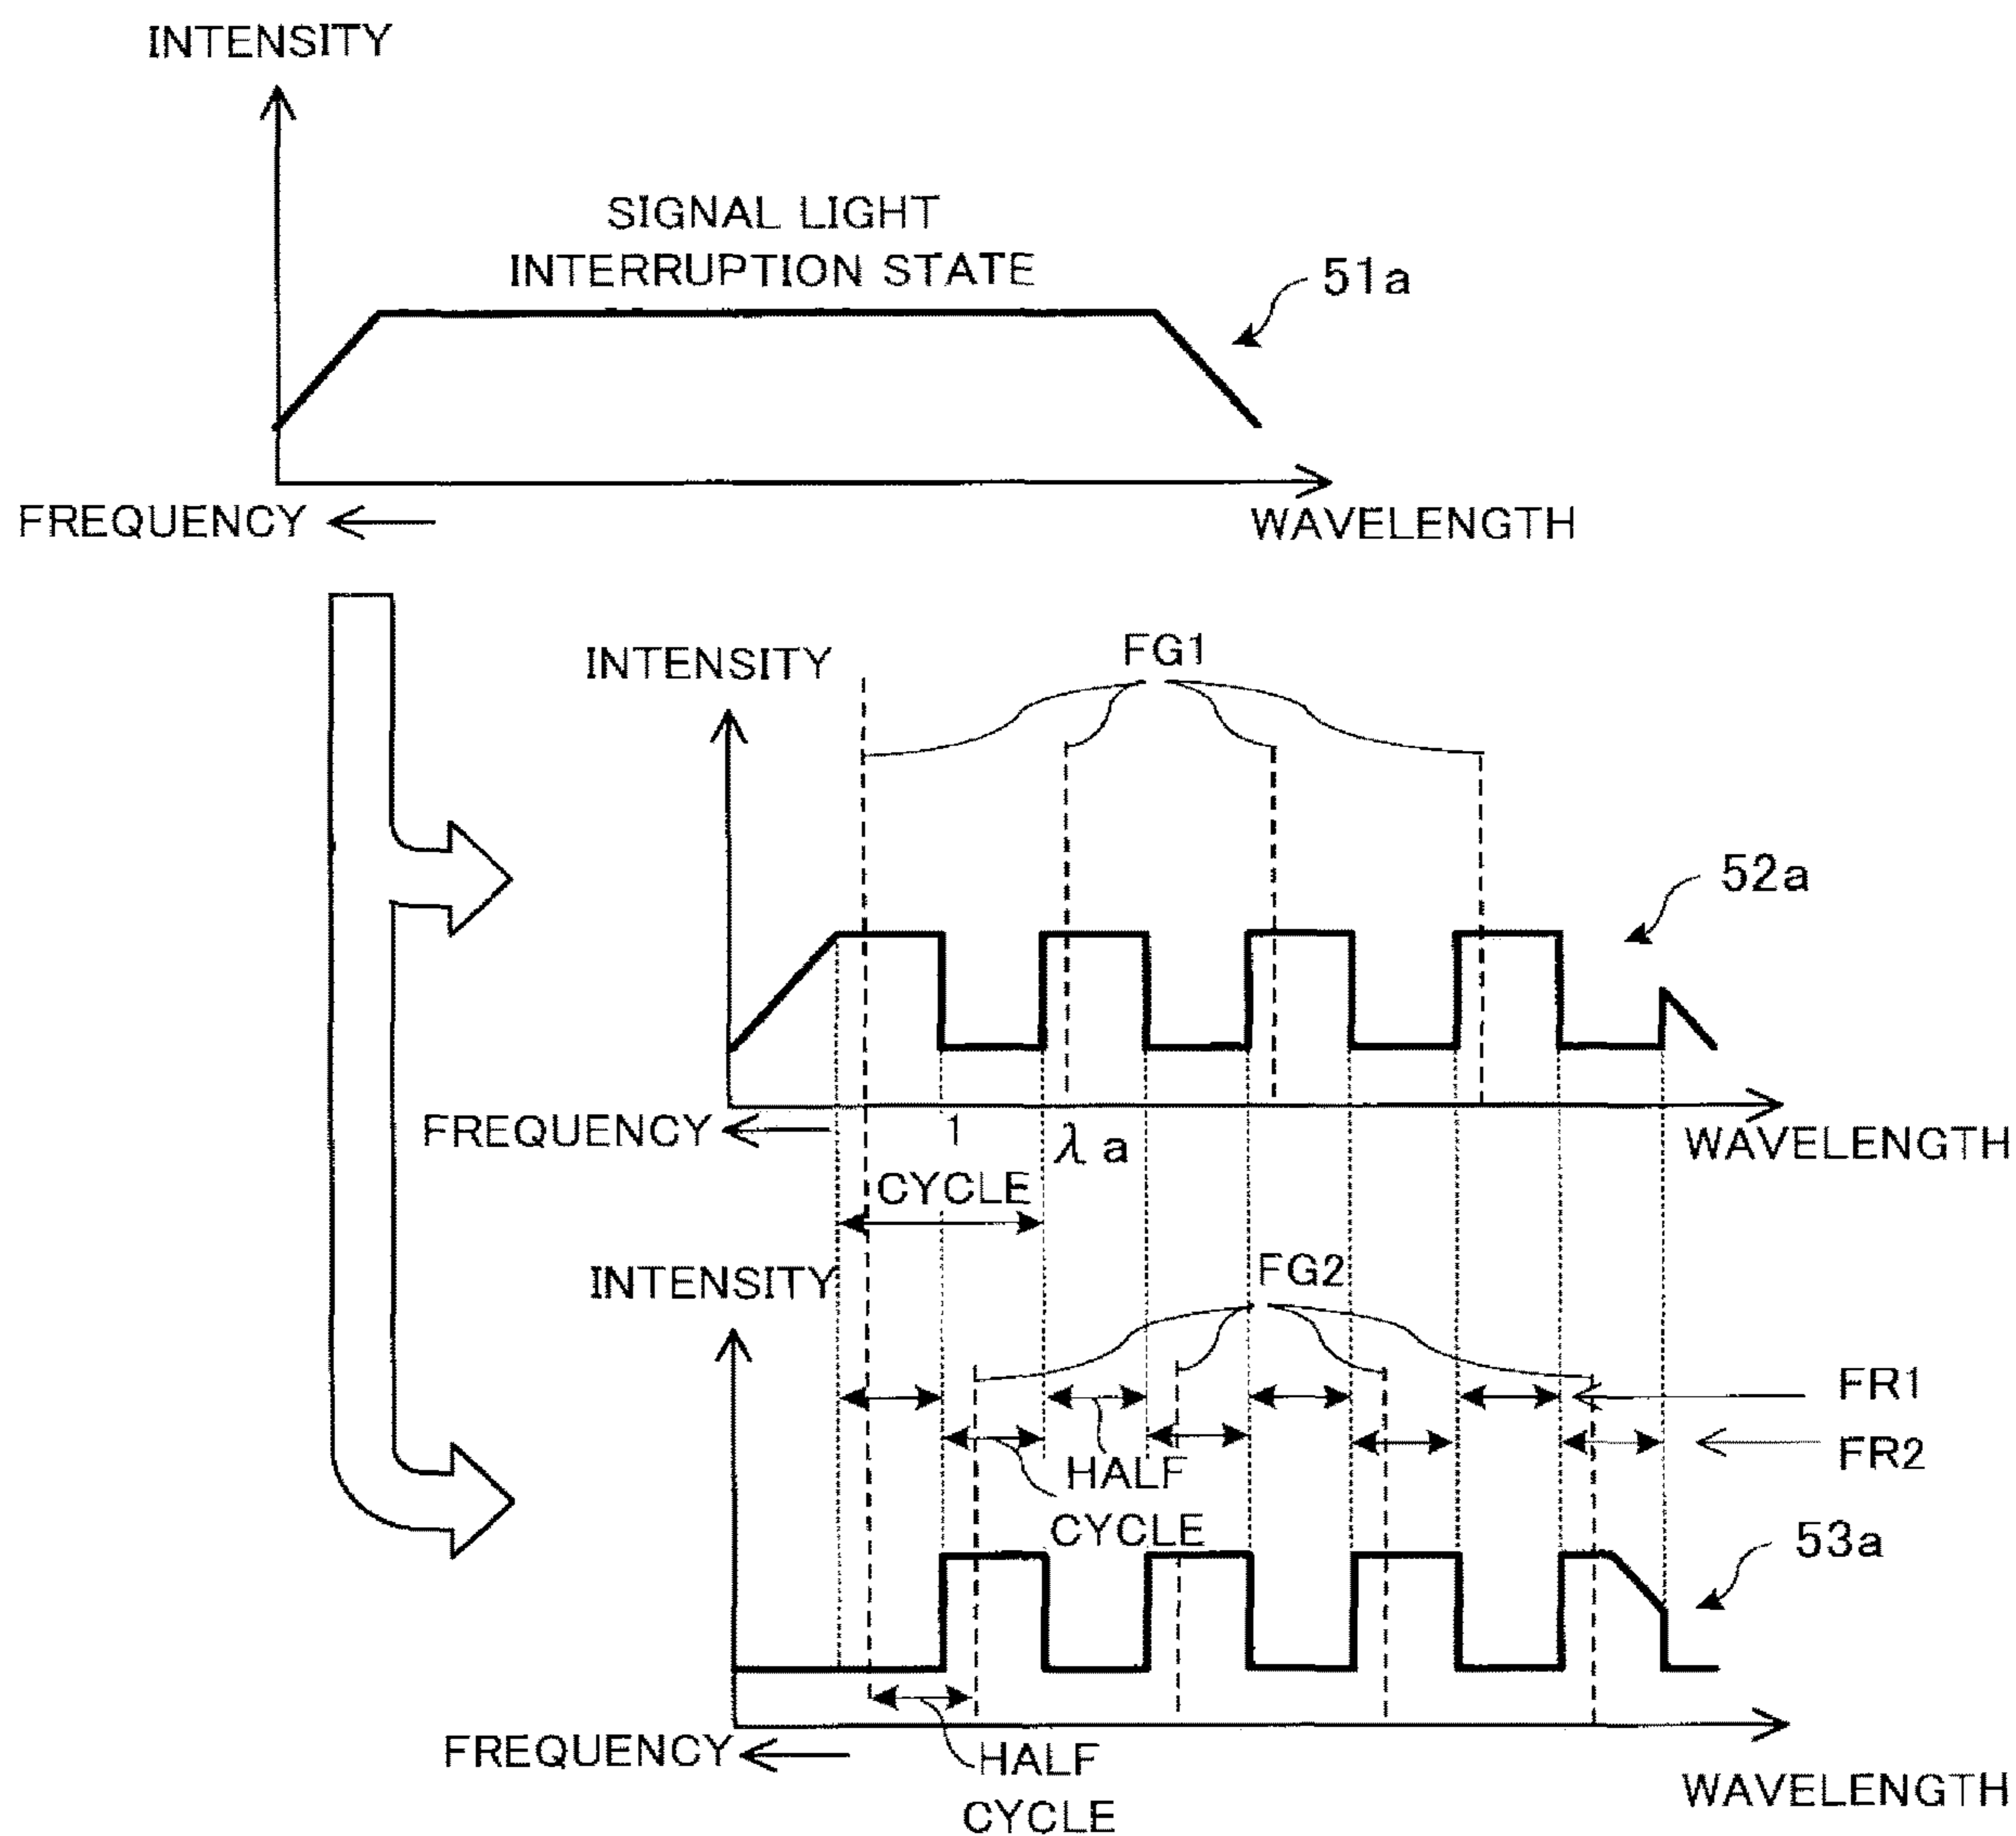 INTENSITY
SIGNAL LIGHT
INTERRUPTION STATE
51a
FREQUENCY
WAVELENGTH
FG1
INTENSITY
52a
FREQUENCY
1
λa
WAVELENGTH
CYCLE
INTENSITY
FG2
FR1
FR2
HALF
CYCLE
53a
FREQUENCY
HALF
CYCLE
WAVELENGTH